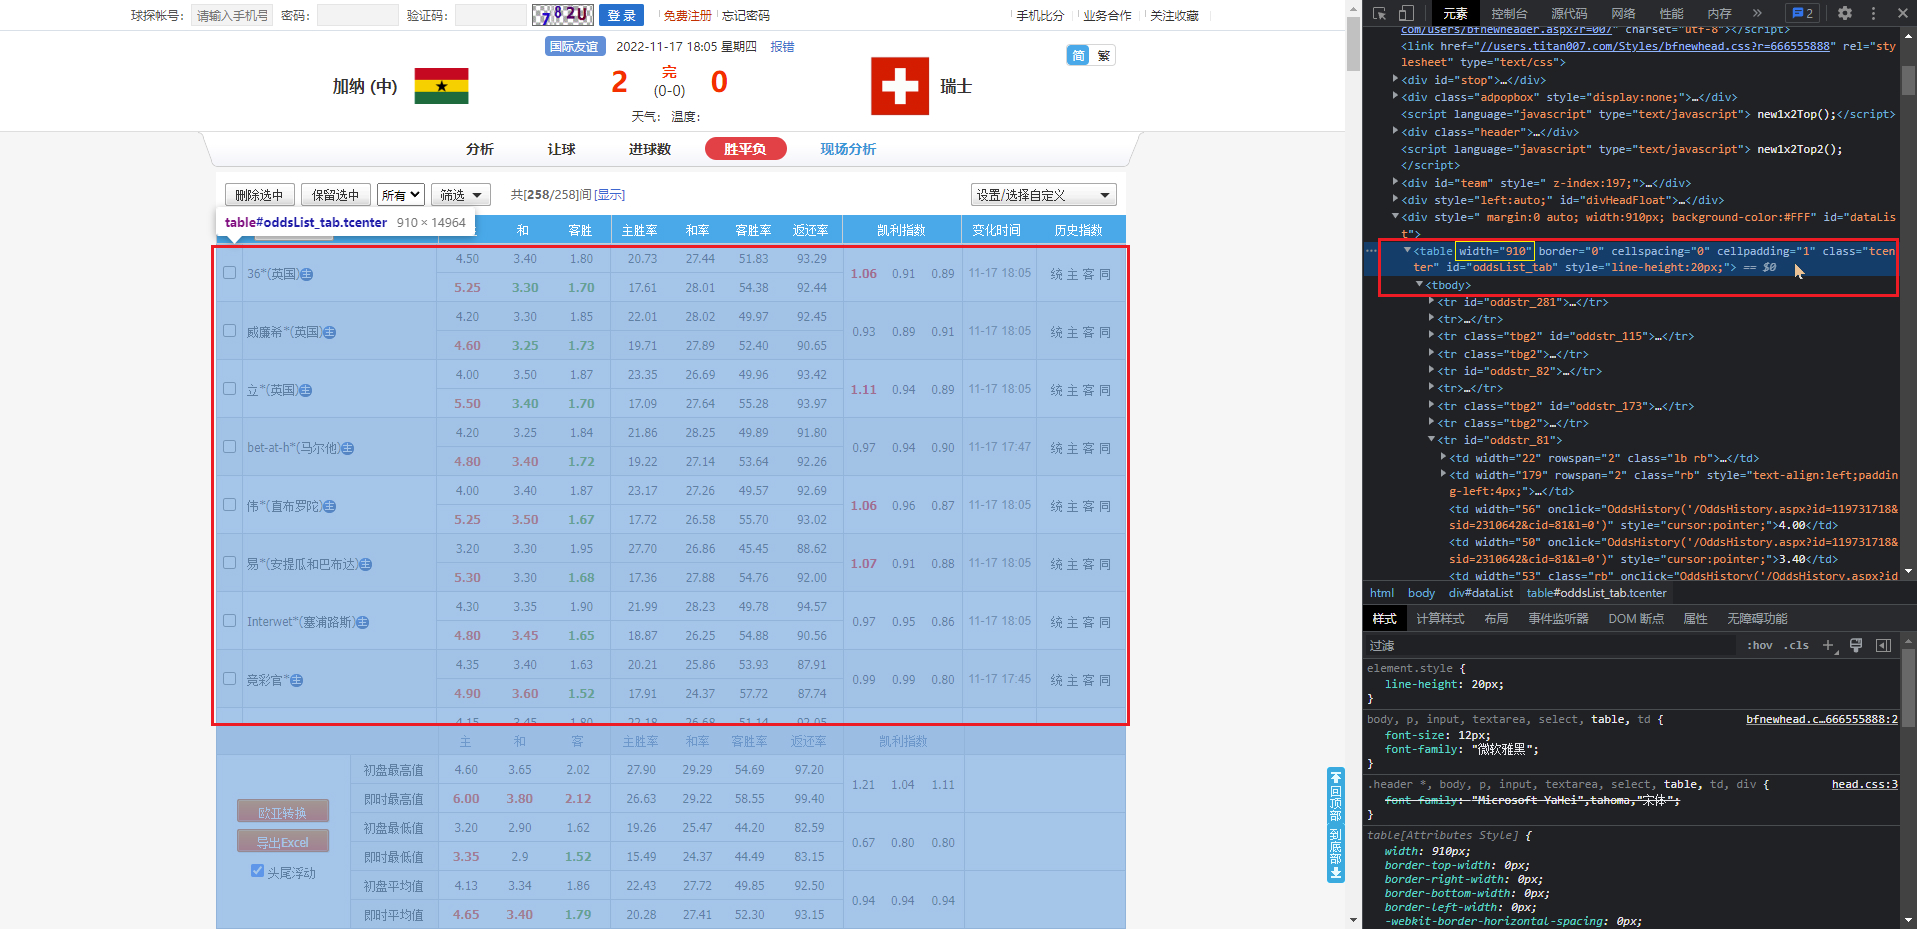 球探帐号： 请输入手机号 密码： 验证码： 782U 登 录 免费注册 忘记密码 手机比分 业务合作 关注收藏
国际友谊 2022-11-17 18:05 星期四 报错 简 繁
加纳 (中) 2 完 0 瑞士
(0-0)
天气： 温度：
分析 让球 进球数 胜平负 现场分析
删除选中 保留选中 所有 筛选 共[258/258]间 [显示] 设置/选择自定义
table#oddsList_tab.tcenter 910 × 14964
和 客胜 主胜率 和率 客胜率 返还率 凯利指数 变化时间 历史指数
4.50 3.40 1.80 20.73 27.44 51.83 93.29
36*(英国)主 1.06 0.91 0.89 11-17 18:05 统 主 客 同
5.25 3.30 1.70 17.61 28.01 54.38 92.44
4.20 3.30 1.85 22.01 28.02 49.97 92.45
威廉希*(英国)主 0.93 0.89 0.91 11-17 18:05 统 主 客 同
4.60 3.25 1.73 19.71 27.89 52.40 90.65
4.00 3.50 1.87 23.35 26.69 49.96 93.42
立*(英国)主 1.11 0.94 0.89 11-17 18:05 统 主 客 同
5.50 3.40 1.70 17.09 27.64 55.28 93.97
4.20 3.25 1.84 21.86 28.25 49.89 91.80
bet-at-h*(马尔他)主 0.97 0.94 0.90 11-17 17:47 统 主 客 同
4.80 3.40 1.72 19.22 27.14 53.64 92.26
4.00 3.40 1.87 23.17 27.26 49.57 92.69
伟*(直布罗陀)主 1.06 0.96 0.87 11-17 18:05 统 主 客 同
5.25 3.50 1.67 17.72 26.58 55.70 93.02
3.20 3.30 1.95 27.70 26.86 45.45 88.62
易*(安提瓜和巴布达)主 1.07 0.91 0.88 11-17 18:05 统 主 客 同
5.30 3.30 1.68 17.36 27.88 54.76 92.00
4.30 3.35 1.90 21.99 28.23 49.78 94.57
Interwet*(塞浦路斯)主 0.97 0.95 0.86 11-17 18:05 统 主 客 同
4.80 3.45 1.65 18.87 26.25 54.88 90.56
4.35 3.40 1.63 20.21 25.86 53.93 87.91
竞彩官*主 0.99 0.99 0.80 11-17 17:45 统 主 客 同
4.90 3.60 1.52 17.91 24.37 57.72 87.74
4.15 3.45 1.80 22.18 26.68 51.14 92.05
主 和 客 主胜率 和率 客胜率 返还率 凯利指数
初盘最高值 4.60 3.65 2.02 27.90 29.29 54.69 97.20
1.21 1.04 1.11
即时最高值 6.00 3.80 2.12 26.63 29.22 58.55 99.40
欧亚转换
初盘最低值 3.20 2.90 1.62 19.26 25.47 44.20 82.59
导出Excel 0.67 0.80 0.80
即时最低值 3.35 2.9 1.52 15.49 24.37 44.49 83.15
头尾浮动
初盘平均值 4.13 3.34 1.86 22.43 27.72 49.85 92.50
0.94 0.94 0.94
即时平均值 4.65 3.40 1.79 20.28 27.41 52.30 93.15
回顶部
到底部
元素 控制台 源代码 网络 性能 内存 » 2
com/users/bfnewheader.aspx?r=007" charset="utf-8"></script>
<link href="//users.titan007.com/Styles/bfnewhead.css?r=666555888" rel="sty
lesheet" type="text/css">
<div id="stop">…</div>
<div class="adpopbox" style="display:none;">…</div>
<script language="javascript" type="text/javascript"> new1x2Top();</script>
<div class="header">…</div>
<script language="javascript" type="text/javascript"> new1x2Top2();
</script>
<div id="team" style=" z-index:197;">…</div>
<div style="left:auto;" id="divHeadFloat">…</div>
<div style=" margin:0 auto; width:910px; background-color:#FFF" id="dataLis
t">
<table width="910" border="0" cellspacing="0" cellpadding="1" class="tcen
ter" id="oddsList_tab" style="line-height:20px;"> == $0
<tbody>
<tr id="oddstr_281">…</tr>
<tr>…</tr>
<tr class="tbg2" id="oddstr_115">…</tr>
<tr class="tbg2">…</tr>
<tr id="oddstr_82">…</tr>
<tr>…</tr>
<tr class="tbg2" id="oddstr_173">…</tr>
<tr class="tbg2">…</tr>
<tr id="oddstr_81">
<td width="22" rowspan="2" class="lb rb">…</td>
<td width="179" rowspan="2" class="rb" style="text-align:left;paddin
g-left:4px;">…</td>
<td width="56" onclick="OddsHistory('/OddsHistory.aspx?id=119731718&
sid=2310642&cid=81&l=0')" style="cursor:pointer;">4.00</td>
<td width="50" onclick="OddsHistory('/OddsHistory.aspx?id=119731718&
sid=2310642&cid=81&l=0')" style="cursor:pointer;">3.40</td>
<td width="53" class="rb" onclick="OddsHistory('/OddsHistory.aspx?id
html body div#dataList table#oddsList_tab.tcenter
样式 计算样式 布局 事件监听器 DOM 断点 属性 无障碍功能
过滤 :hov .cls +
element.style {
line-height: 20px;
}
body, p, input, textarea, select, table, td { bfnewhead.c…666555888:2
font-size: 12px;
font-family: "微软雅黑";
}
.header *, body, p, input, textarea, select, table, td, div { head.css:3
font-family: "Microsoft YaHei",tahoma,"宋体";
}
table[Attributes Style] {
width: 910px;
border-top-width: 0px;
border-right-width: 0px;
border-bottom-width: 0px;
border-left-width: 0px;
-webkit-border-horizontal-spacing: 0px;